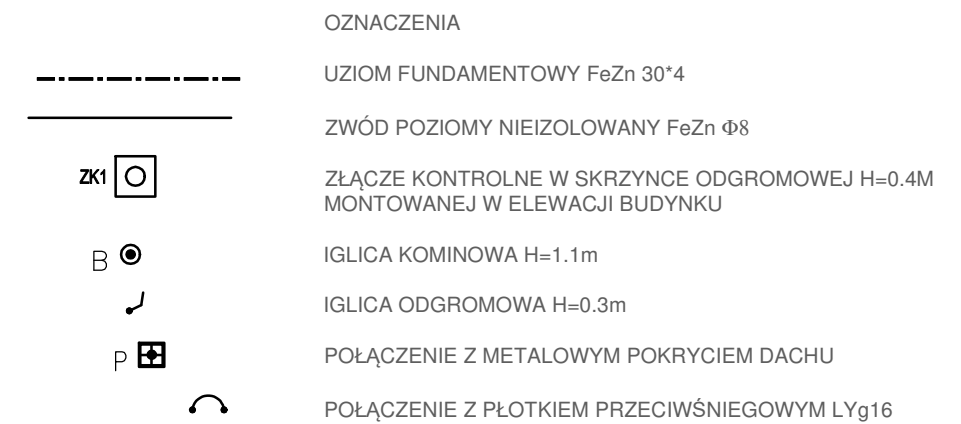 OZNACZENIA
UZIOM FUNDAMENTOWY FeZn 30*4
ZWÓD POZIOMY NIEIZOLOWANY FeZn Φ8
ZK1 ZŁĄCZE KONTROLNE W SKRZYNCE ODGROMOWEJ H=0.4M
MONTOWANEJ W ELEWACJI BUDYNKU
B IGLICA KOMINOWA H=1.1m
IGLICA ODGROMOWA H=0.3m
P POŁĄCZENIE Z METALOWYM POKRYCIEM DACHU
POŁĄCZENIE Z PŁOTKIEM PRZECIWŚNIEGOWYM LYg16